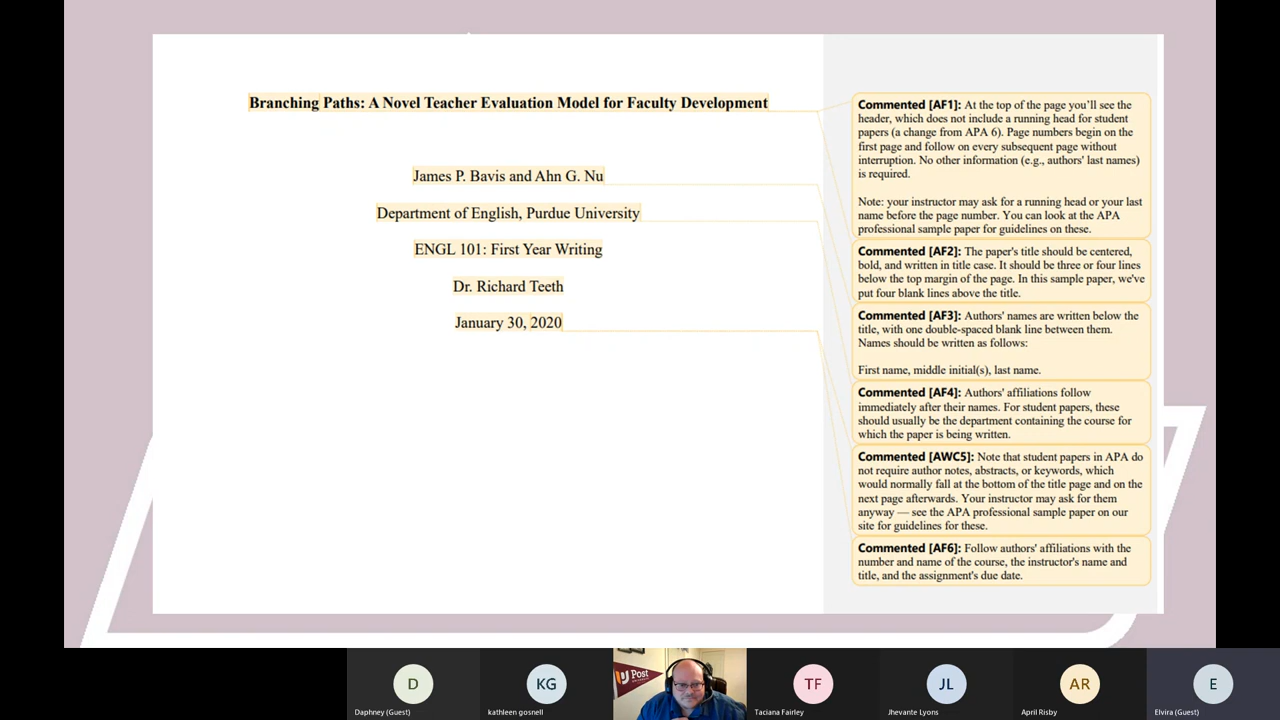 Branching Paths: A Novel Teacher Evaluation Model for Faculty Development
James P. Bavis and Ahn G. Nu
Department of English, Purdue University
ENGL 101: First Year Writing
Dr. Richard Teeth
January 30, 2020
Commented [AF1]: At the top of the page you'll see the
header, which does not include a running head for student
papers (a change from APA 6). Page numbers begin on the
first page and follow on every subsequent page without
interruption. No other information (e.g., authors' last names)
is required.
Note: your instructor may ask for a running head or your last
name before the page number. You can look at the APA
professional sample paper for guidelines on these.
Commented [AF2]: The paper's title should be centered,
bold, and written in title case. It should be three or four lines
below the top margin of the page. In this sample paper, we've
put four blank lines above the title.
Commented [AF3]: Authors' names are written below the
title, with one double-spaced blank line between them.
Names should be written as follows:
First name, middle initial(s), last name.
Commented [AF4]: Authors' affiliations follow
immediately after their names. For student papers, these
should usually be the department containing the course for
which the paper is being written.
Commented [AWC5]: Note that student papers in APA do
not require author notes, abstracts, or keywords, which
would normally fall at the bottom of the title page and on the
next page afterwards. Your instructor may ask for them
anyway — see the APA professional sample paper on our
site for guidelines for these.
Commented [AF6]: Follow authors' affiliations with the
number and name of the course, the instructor's name and
title, and the assignment's due date.
D
KG
Post
TF
JL
AR
E
Daphney (Guest)
kathleen gosnell
Taciana Fairley
Jhevante Lyons
April Risby
Elvira (Guest)